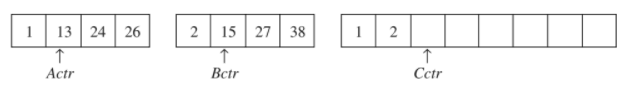 1 13 24 26 2 15 27 38 1 2
↑ ↑ ↑
Actr Bctr Cctr